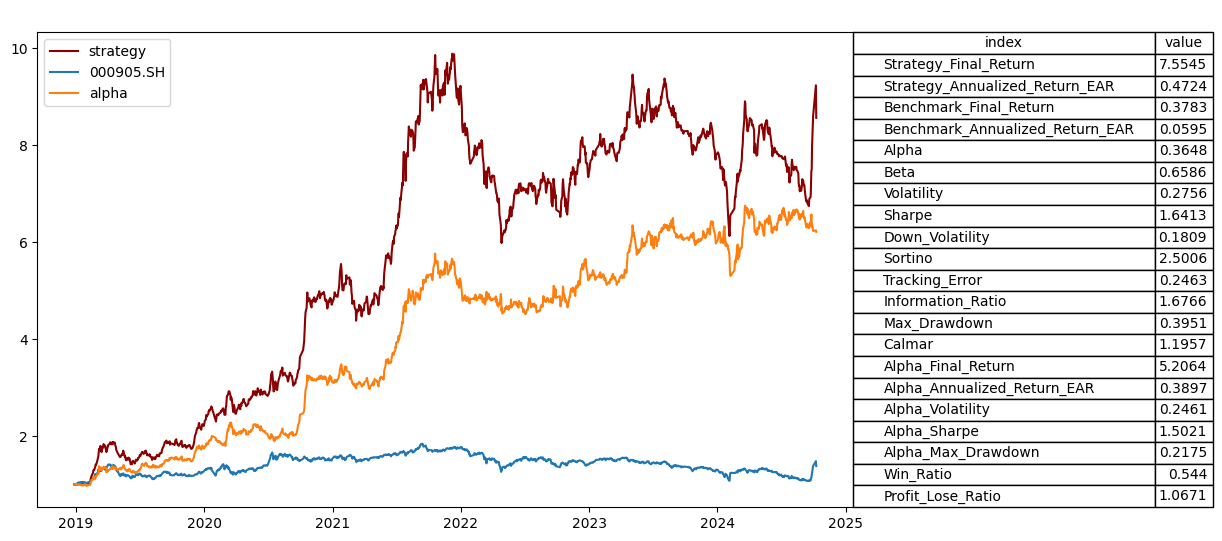 10
8
6
4
2
2019 2020 2021 2022 2023 2024 2025
strategy
000905.SH
alpha
index value
Strategy_Final_Return 7.5545
Strategy_Annualized_Return_EAR 0.4724
Benchmark_Final_Return 0.3783
Benchmark_Annualized_Return_EAR 0.0595
Alpha 0.3648
Beta 0.6586
Volatility 0.2756
Sharpe 1.6413
Down_Volatility 0.1809
Sortino 2.5006
Tracking_Error 0.2463
Information_Ratio 1.6766
Max_Drawdown 0.3951
Calmar 1.1957
Alpha_Final_Return 5.2064
Alpha_Annualized_Return_EAR 0.3897
Alpha_Volatility 0.2461
Alpha_Sharpe 1.5021
Alpha_Max_Drawdown 0.2175
Win_Ratio 0.544
Profit_Lose_Ratio 1.0671